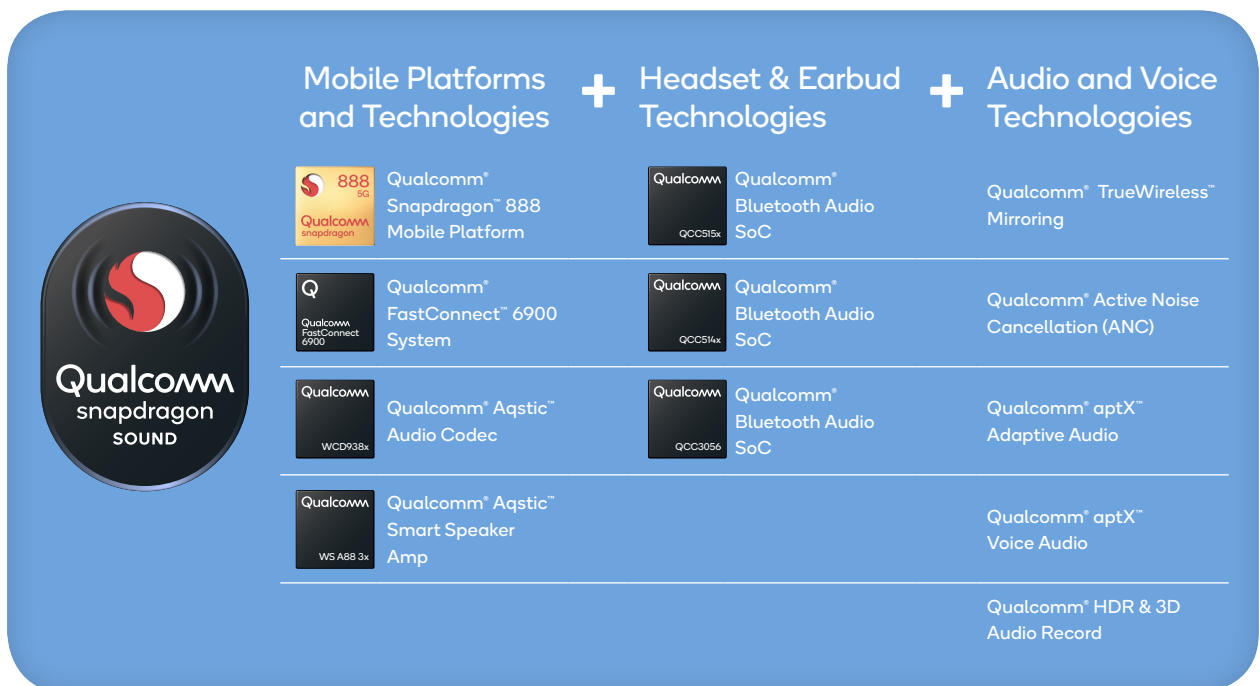 Mobile Platforms
and Technologies
+
Headset & Earbud
Technologies
+
Audio and Voice
Technologoies
888
5G
Qualcomm
snapdragon
Qualcomm®
Snapdragon™ 888
Mobile Platform
Qualcomm
QCC515x
Qualcomm®
Bluetooth Audio
SoC
Qualcomm® TrueWireless™
Mirroring
Q
Qualcomm
FastConnect
6900
Qualcomm®
FastConnect™ 6900
System
Qualcomm
QCC514x
Qualcomm®
Bluetooth Audio
SoC
Qualcomm® Active Noise
Cancellation (ANC)
Qualcomm
snapdragon
SOUND
Qualcomm
WCD938x
Qualcomm® Aqstic™
Audio Codec
Qualcomm
QCC3056
Qualcomm®
Bluetooth Audio
SoC
Qualcomm® aptX™
Adaptive Audio
Qualcomm
WS A88 3x
Qualcomm® Aqstic™
Smart Speaker
Amp
Qualcomm® aptX™
Voice Audio
Qualcomm® HDR & 3D
Audio Record